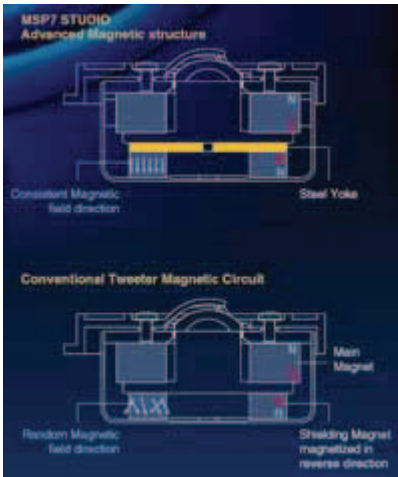 MSP7 STUDIO
Advanced Magnetic structure
N
S
S
N
Consistent Magnetic
field direction
Steel Yoke
Conventional Tweeter Magnetic Circuit
N
S
Main
Magnet
S
N
Random Magnetic
field direction
Shielding Magnet
magnetized in
reverse direction